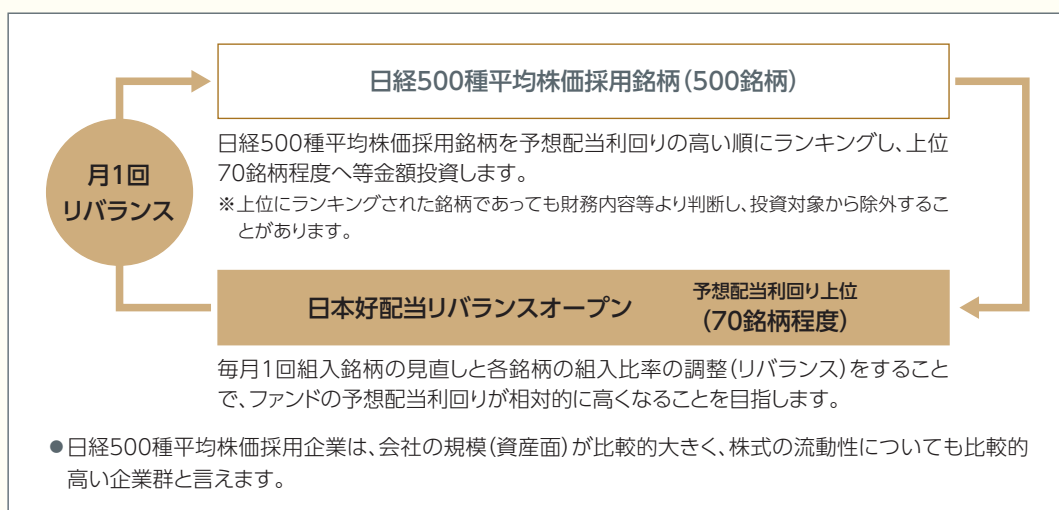 日経500種平均株価採用銘柄(500銘柄)
日経500種平均株価採用銘柄を予想配当利回りの高い順にランキングし、上位
70銘柄程度へ等金額投資します。
※上位にランキングされた銘柄であっても財務内容等より判断し、投資対象から除外するこ
とがあります。
月1回
リバランス
日本好配当リバランスオープン
予想配当利回り上位
(70銘柄程度)
毎月1回組入銘柄の見直しと各銘柄の組入比率の調整(リバランス)をすること
で、ファンドの予想配当利回りが相対的に高くなることを目指します。
●日経500種平均株価採用企業は、会社の規模(資産面)が比較的大きく、株式の流動性についても比較的
高い企業群と言えます。